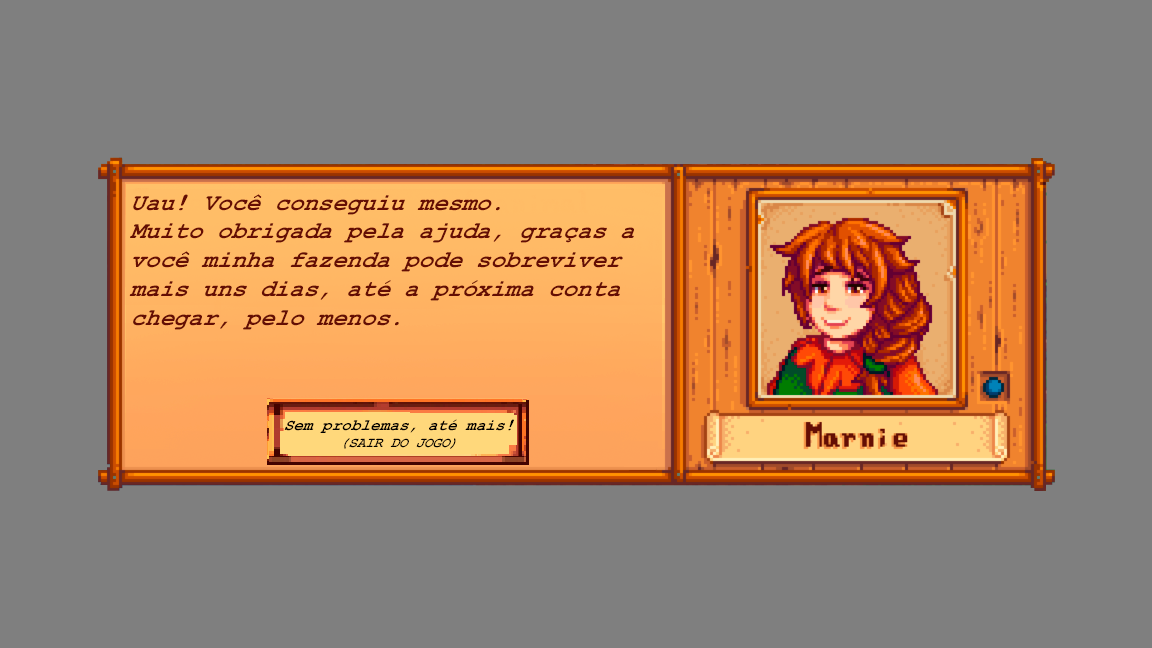 Uau! Você conseguiu mesmo.
Muito obrigada pela ajuda, graças a
você minha fazenda pode sobreviver
mais uns dias, até a próxima conta
chegar, pelo menos.
Sem problemas, até mais!
(SAIR DO JOGO)
Marnie